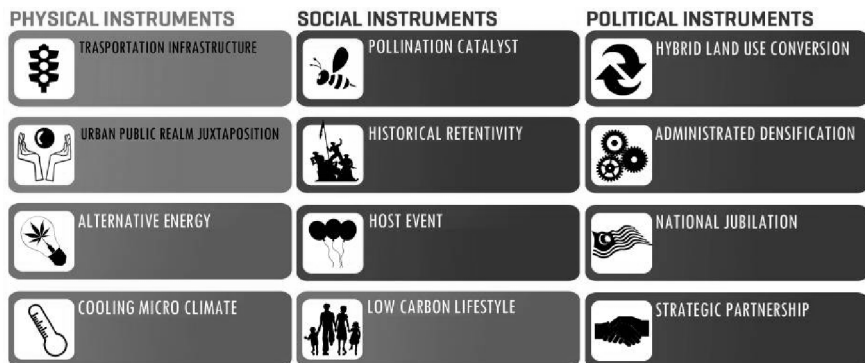 PHYSICAL INSTRUMENTS
TRASPORTATION INFRASTRUCTURE
URBAN PUBLIC REALM JUXTAPOSITION
ALTERNATIVE ENERGY
COOLING MICRO CLIMATE
SOCIAL INSTRUMENTS
POLLINATION CATALYST
HISTORICAL RETENTIVITY
HOST EVENT
LOW CARBON LIFESTYLE
POLITICAL INSTRUMENTS
HYBRID LAND USE CONVERSION
ADMINISTRATED DENSIFICATION
NATIONAL JUBILATION
STRATEGIC PARTNERSHIP